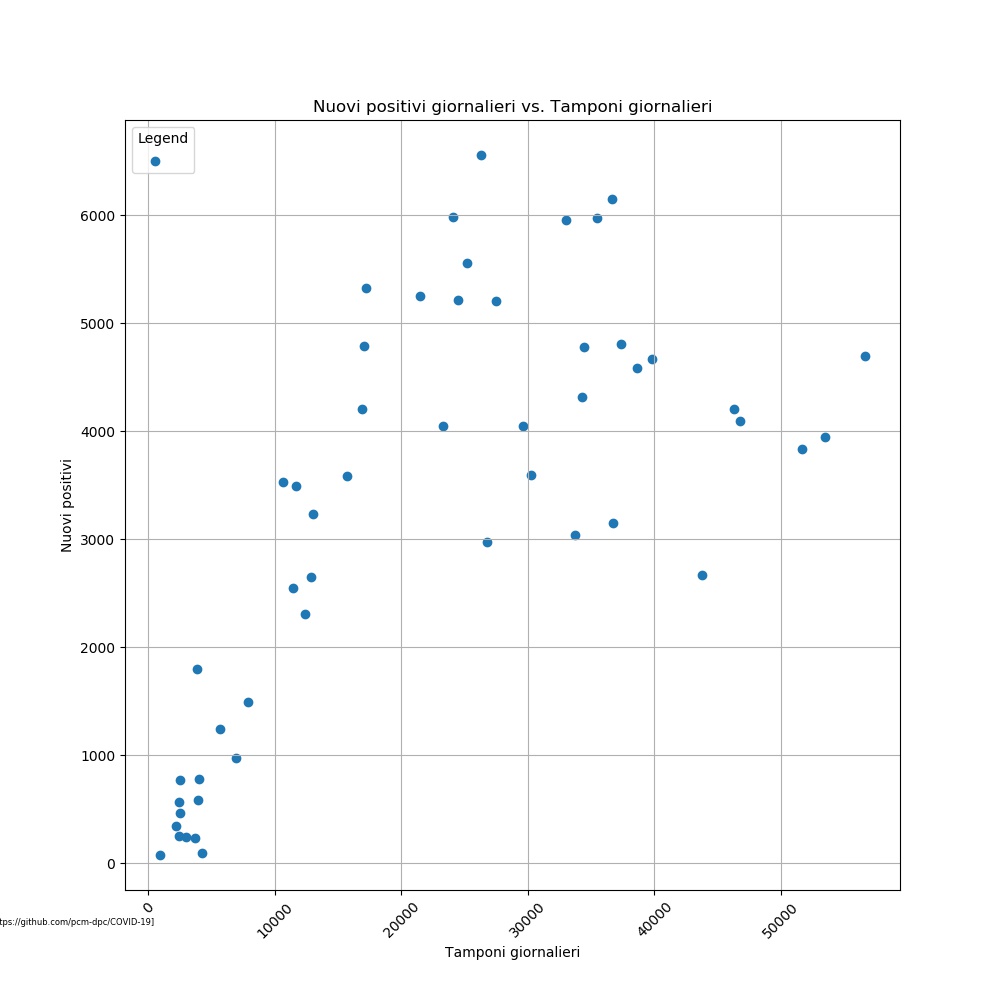 Nuovi positivi giornalieri vs. Tamponi giornalieri
Legend
6000
5000
4000
3000
2000
1000
0
Nuovi positivi
0
10000
20000
30000
40000
50000
Tamponi giornalieri
tps://github.com/pcm-dpc/COVID-19]